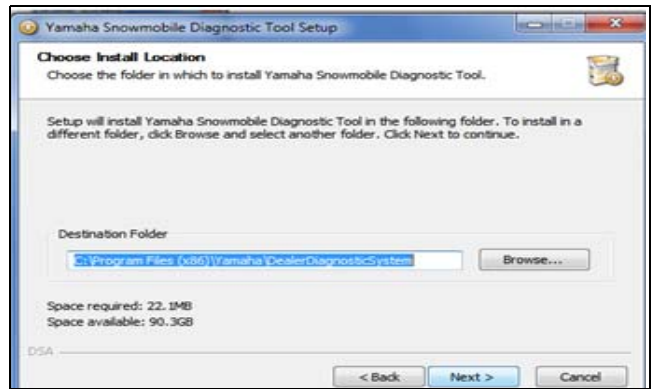 Yamaha Snowmobile Diagnostic Tool Setup
Choose Install Location
Choose the folder in which to install Yamaha Snowmobile Diagnostic Tool.
Setup will install Yamaha Snowmobile Diagnostic Tool in the following folder. To install in a
different folder, click Browse and select another folder. Click Next to continue.
Destination Folder
C:\Program Files (x86)\Yamaha\DealerDiagnosticSystem
Browse...
Space required: 22.1MB
Space available: 90.3GB
DSA
< Back
Next >
Cancel